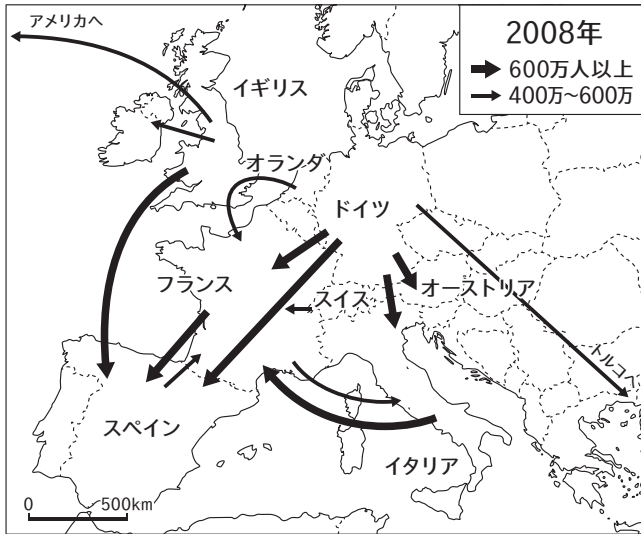 アメリカへ
2008年
600万人以上
400万~600万
イギリス
オランダ
ドイツ
フランス
スイス
オーストリア
トルコへ
スペイン
イタリア
0 500km